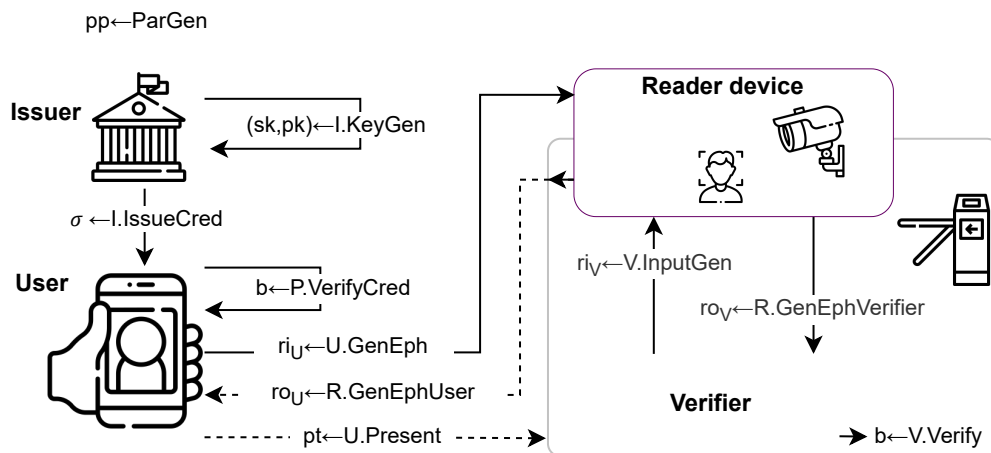 pp←ParGen
Reader device
Issuer
(sk,pk)←I.KeyGen
σ ←I.IssueCred
User
b←P.VerifyCred
ri_V←V.InputGen
ro_V←R.GenEphVerifier
ri_U←U.GenEph
ro_U←R.GenEphUser
Verifier
pt←U.Present
b←V.Verify